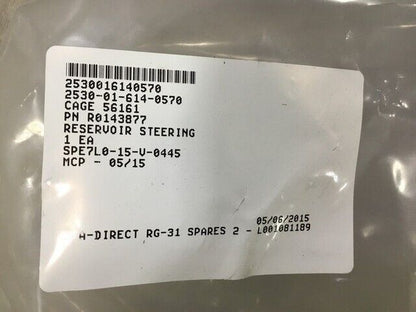 2530016140570
2530-01-614-0570
CAGE 56161
PN R0143877
RESERVOIR STEERING
1 EA
SPE7L0-15-V-0445
MCP - 05/15
05/06/2015
A-DIRECT RG-31 SPARES 2 - L001081189